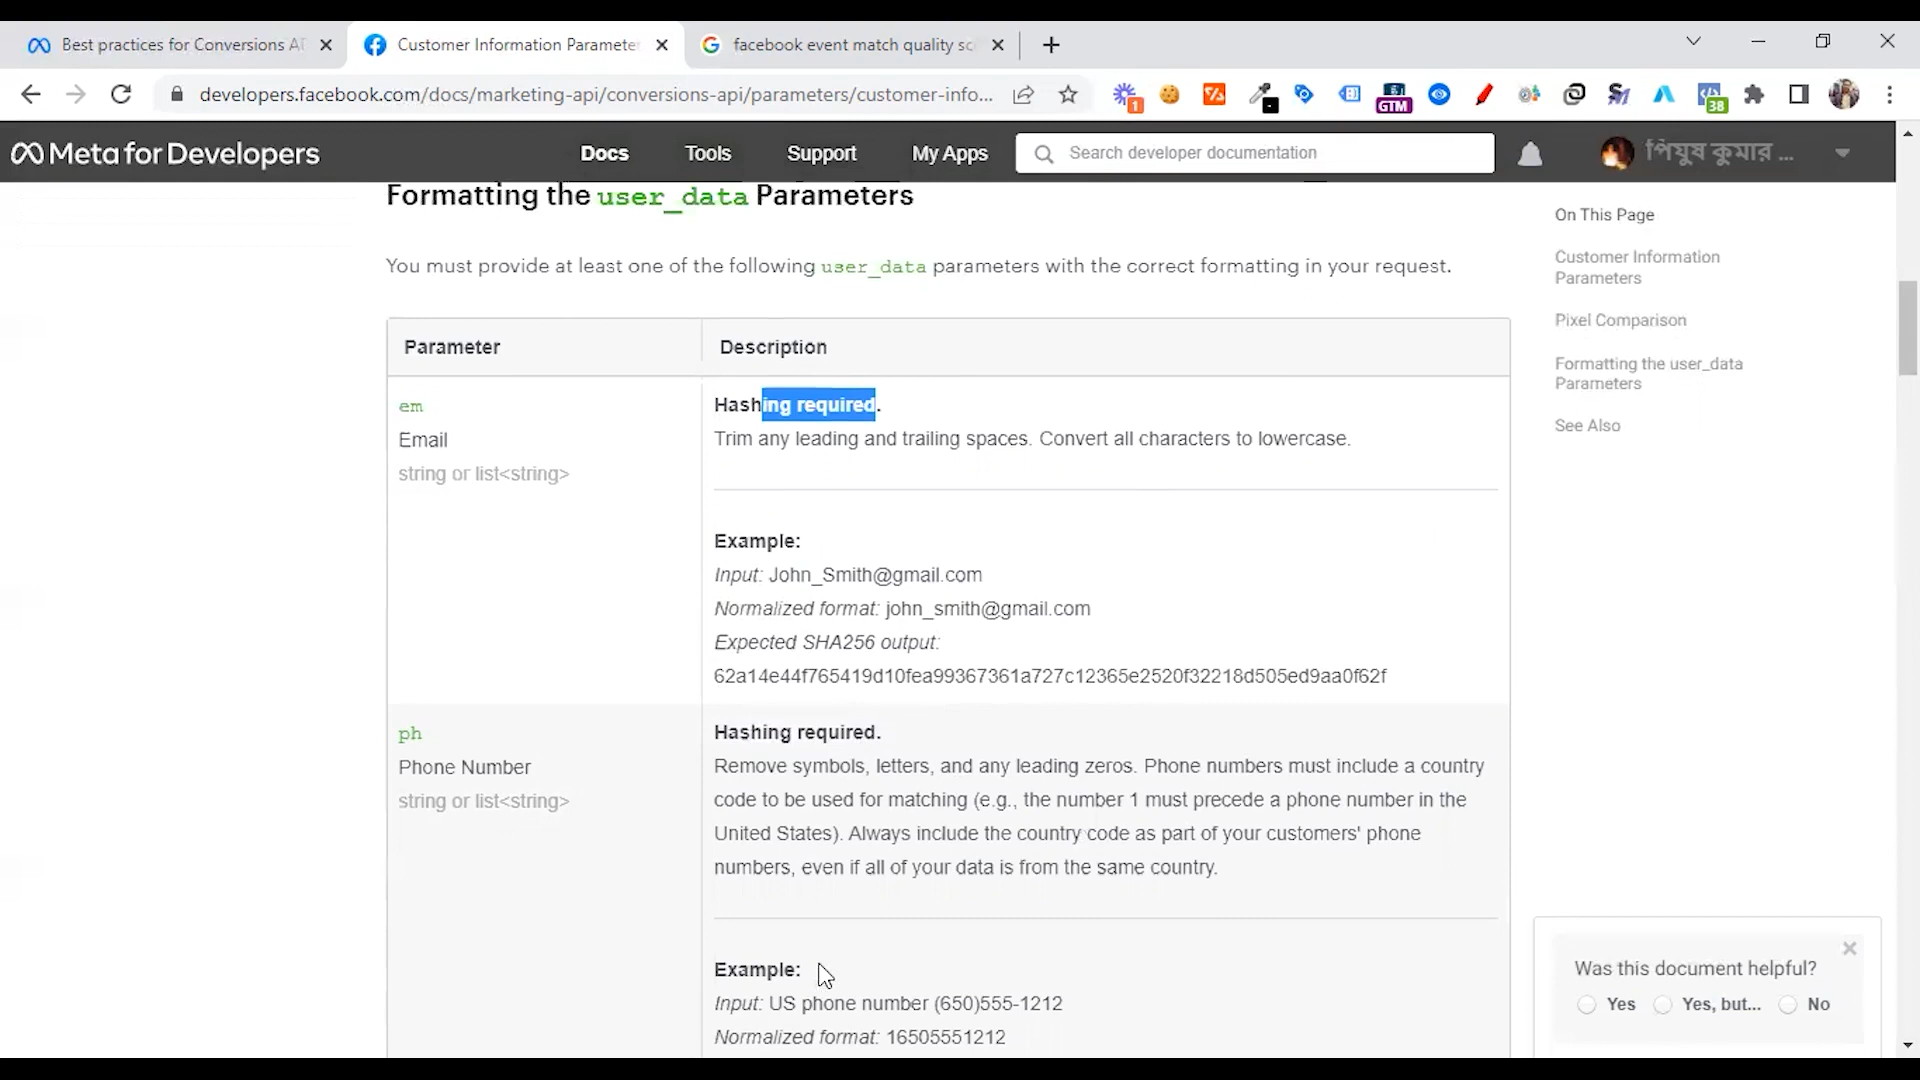 Best practices for Conversions AP
Customer Information Paramete
facebook event match quality sc
developers.facebook.com/docs/marketing-api/conversions-api/parameters/customer-info...
1
GTM
38
Meta for Developers
Docs
Tools
Support
My Apps
Search developer documentation
পিযুষ কুমার ...
Formatting the user_data Parameters
You must provide at least one of the following user_data parameters with the correct formatting in your request.
Parameter
Description
em
Email
string or list<string>
Hashing required.
Trim any leading and trailing spaces. Convert all characters to lowercase.
Example:
Input: John_Smith@gmail.com
Normalized format: john_smith@gmail.com
Expected SHA256 output:
62a14e44f765419d10fea99367361a727c12365e2520f32218d505ed9aa0f62f
ph
Phone Number
string or list<string>
Hashing required.
Remove symbols, letters, and any leading zeros. Phone numbers must include a country
code to be used for matching (e.g., the number 1 must precede a phone number in the
United States). Always include the country code as part of your customers' phone
numbers, even if all of your data is from the same country.
Example:
Input: US phone number (650)555-1212
Normalized format: 16505551212
On This Page
Customer Information
Parameters
Pixel Comparison
Formatting the user_data
Parameters
See Also
Was this document helpful?
Yes
Yes, but...
No